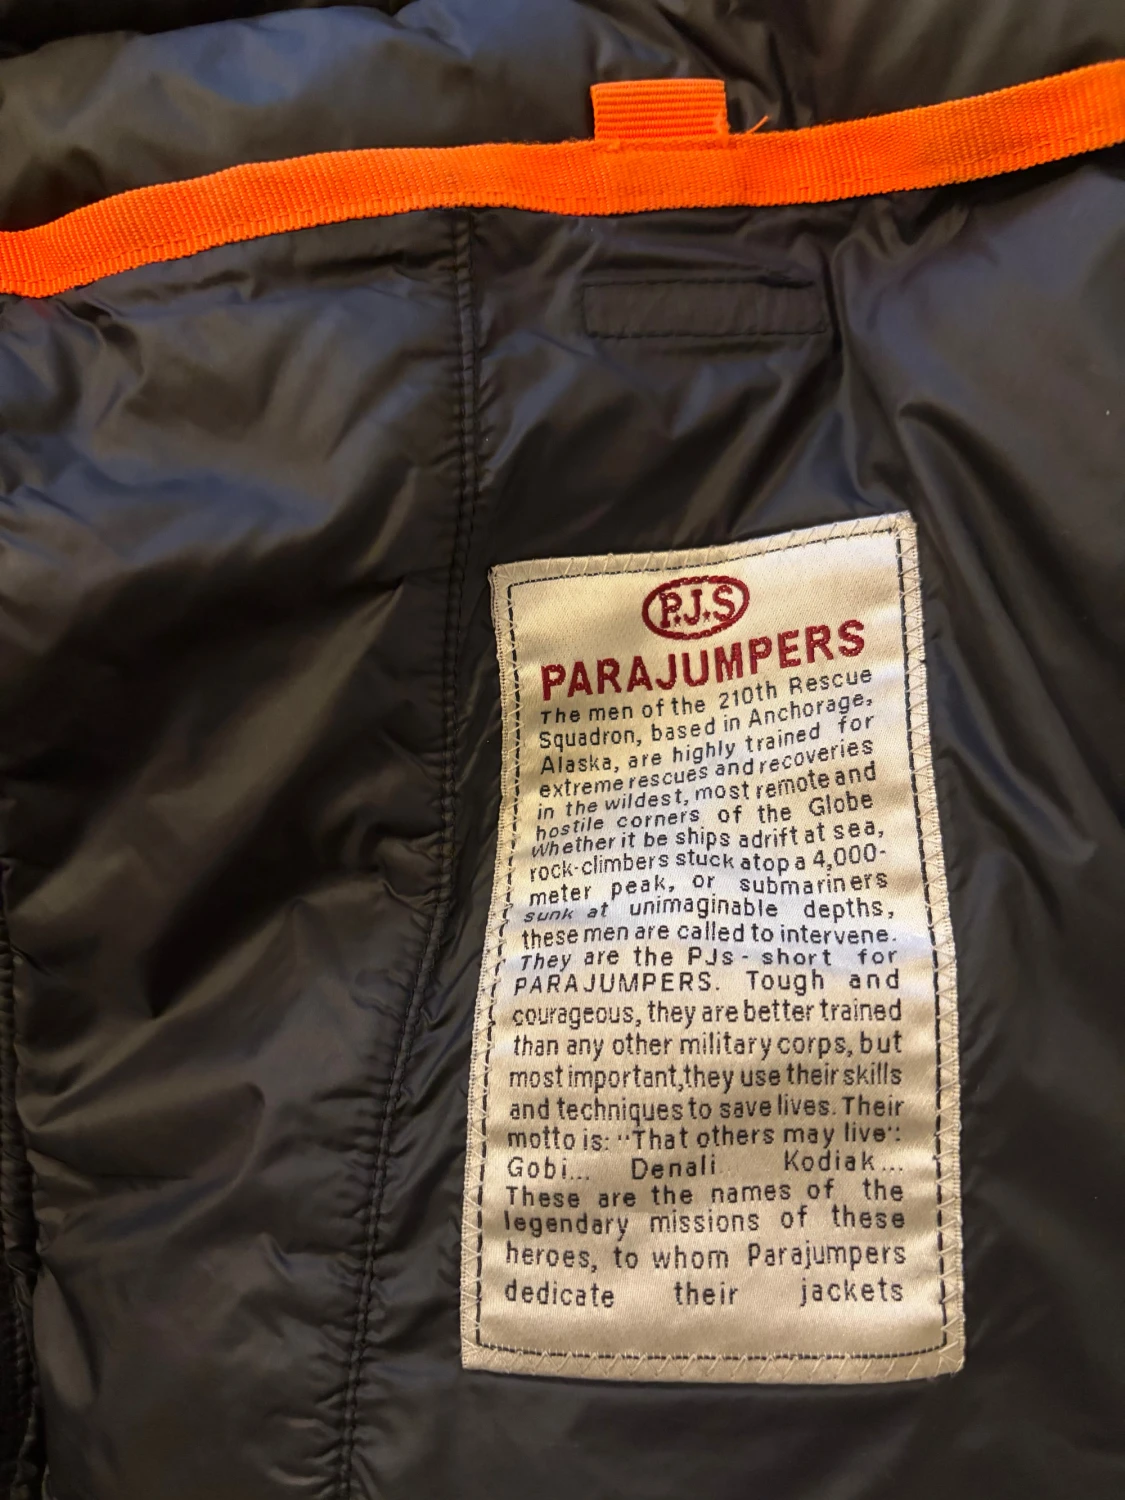 P.J.S
PARAJUMPERS
The men of the 210th Rescue
Squadron, based in Anchorage,
Alaska, are highly trained for
extreme rescues and recoveries
in the wildest, most remote and
hostile corners of the Globe
Whether it be ships adrift at sea,
rock-climbers stuck atop a 4,000-
meter peak, or submariners
sunk at unimaginable depths,
these men are called to intervene.
They are the PJs - short for
PARAJUMPERS. Tough and
courageous, they are better trained
than any other military corps, but
most important,they use their skills
and techniques to save lives. Their
motto is: "That others may live":
Gobi... Denali... Kodiak...
These are the names of the
legendary missions of these
heroes, to whom Parajumpers
dedicate their jackets